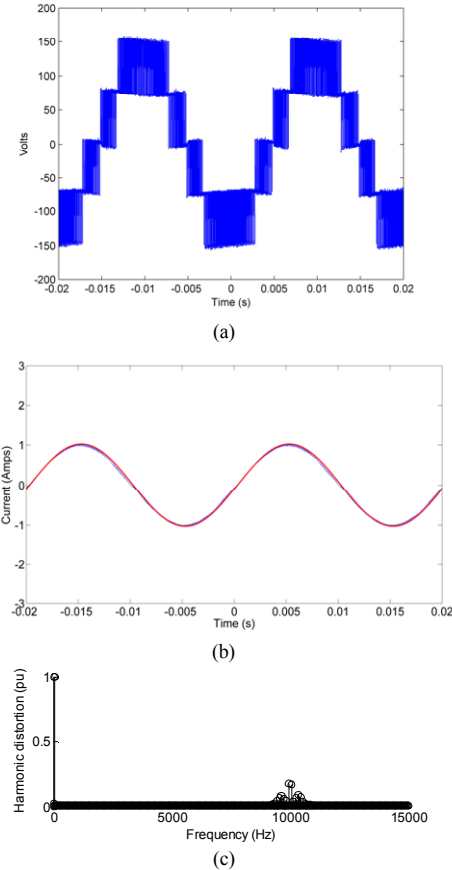 200
150
100
50
0
-50
-100
-150
-200
Volts
-0.02 -0.015 -0.01 -0.005 0 0.005 0.01 0.015 0.02
Time (s)
(a)
3
2
1
0
-1
-2
-3
Current (Amps)
-0.02 -0.015 -0.01 -0.005 0 0.005 0.01 0.015 0.02
Time (s)
(b)
1
0.5
0
Harmonic distortion (pu)
0 5000 10000 15000
Frequency (Hz)
(c)